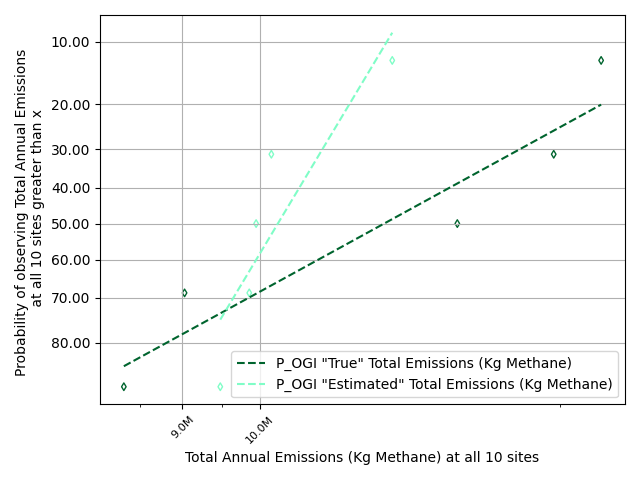 Probability of observing Total Annual Emissions
at all 10 sites greater than x
10.00
20.00
30.00
40.00
50.00
60.00
70.00
80.00
P_OGI "True" Total Emissions (Kg Methane)
P_OGI "Estimated" Total Emissions (Kg Methane)
9.0M
10.0M
Total Annual Emissions (Kg Methane) at all 10 sites